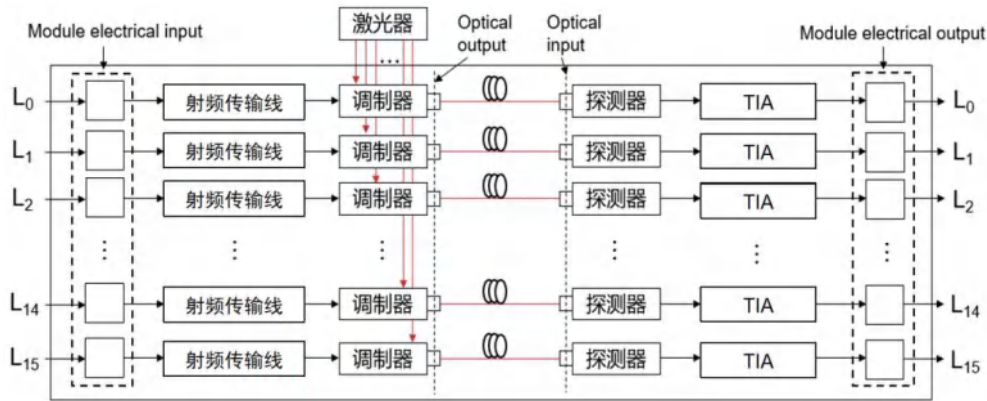 激光器
Optical output
Optical input
Module electrical input
Module electrical output
...
L0 射频传输线 调制器 探测器 TIA L0
L1 射频传输线 调制器 探测器 TIA L1
L2 射频传输线 调制器 探测器 TIA L2
L14 射频传输线 调制器 探测器 TIA L14
L15 射频传输线 调制器 探测器 TIA L15